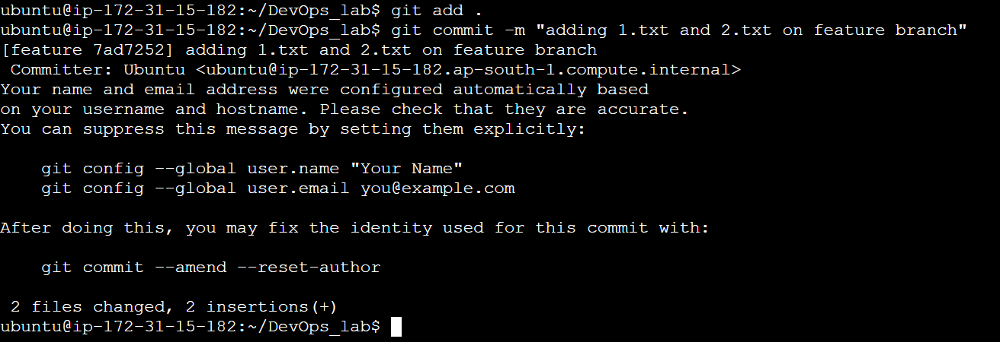 ubuntu@ip-172-31-15-182:~/DevOps_lab$ git add .
ubuntu@ip-172-31-15-182:~/DevOps_lab$ git commit -m "adding 1.txt and 2.txt on feature branch"
[feature 7ad7252] adding 1.txt and 2.txt on feature branch
 Committer: Ubuntu <ubuntu@ip-172-31-15-182.ap-south-1.compute.internal>
Your name and email address were configured automatically based
on your username and hostname. Please check that they are accurate.
You can suppress this message by setting them explicitly:

    git config --global user.name "Your Name"
    git config --global user.email you@example.com

After doing this, you may fix the identity used for this commit with:

    git commit --amend --reset-author

 2 files changed, 2 insertions(+)
ubuntu@ip-172-31-15-182:~/DevOps_lab$